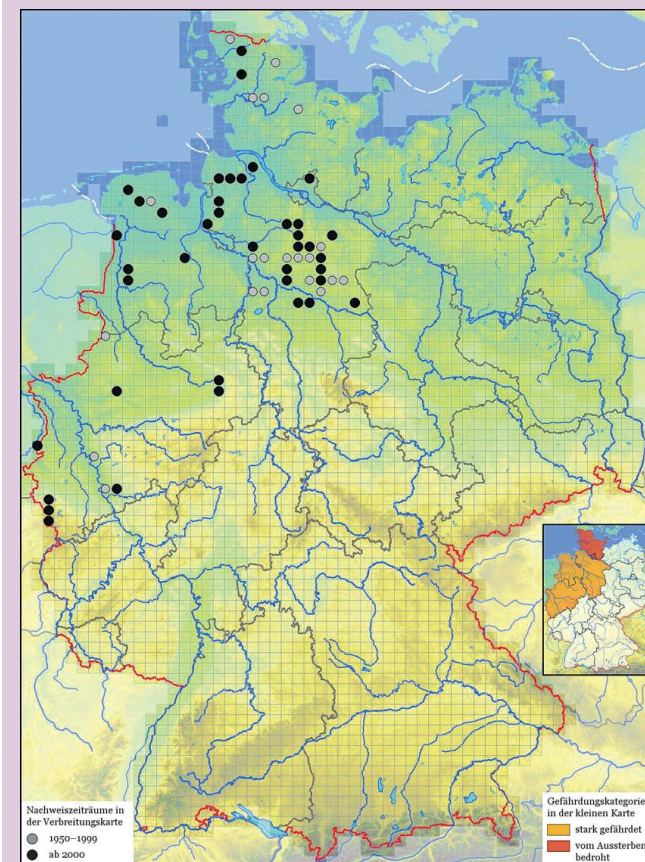 Nachweiszeiträume in
der Verbreitungskarte
1950–1999
ab 2000
Gefährdungskategorie
in der kleinen Karte
stark gefährdet
vom Aussterben
bedroht